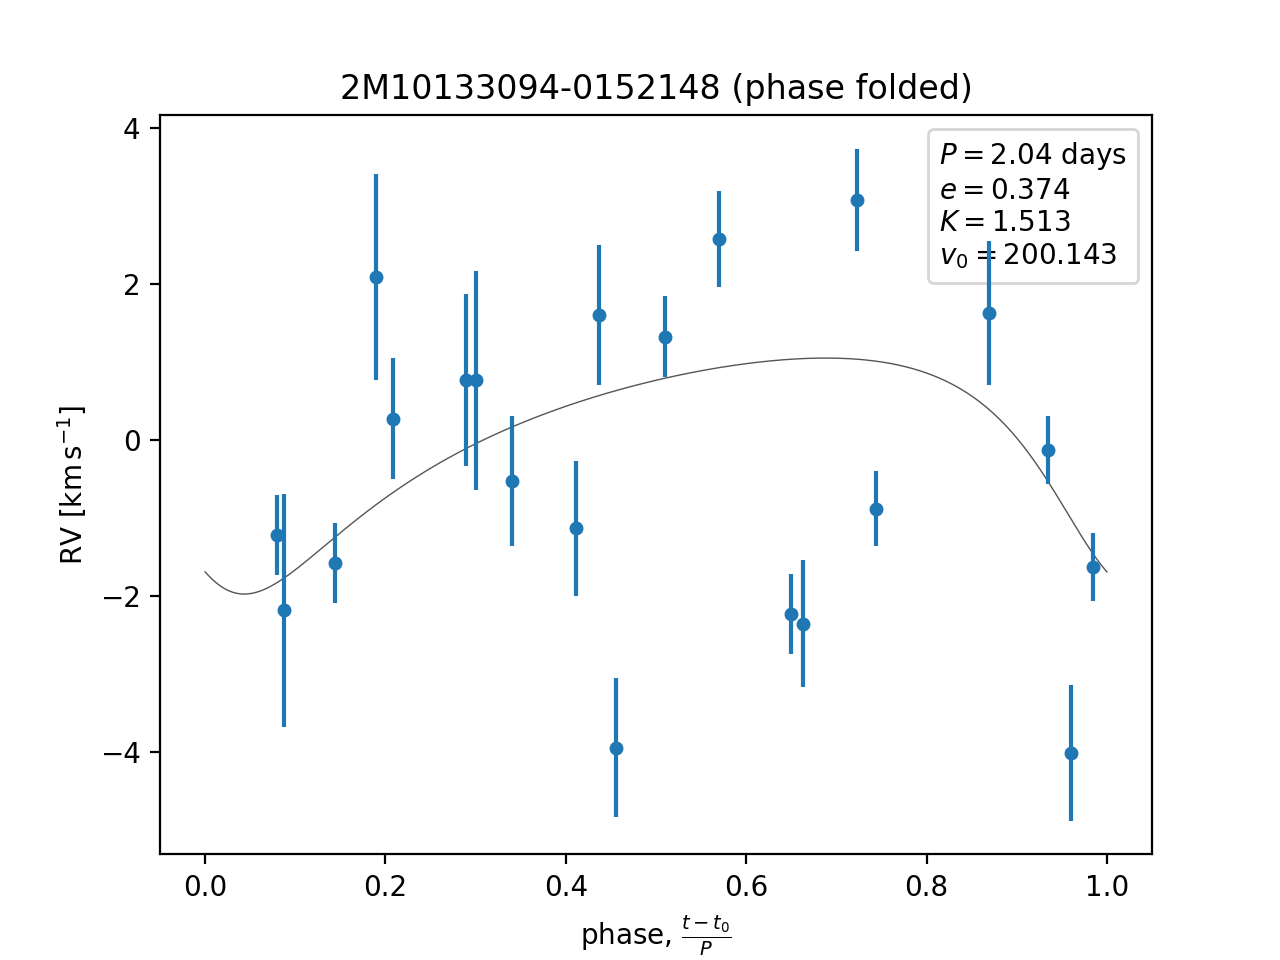 2M10133094-0152148 (phase folded)
P = 2.04 days
e = 0.374
K = 1.513
v₀ = 200.143
RV [km s⁻¹]
4
2
0
−2
−4
0.0 0.2 0.4 0.6 0.8 1.0
phase, (t − t₀)/P